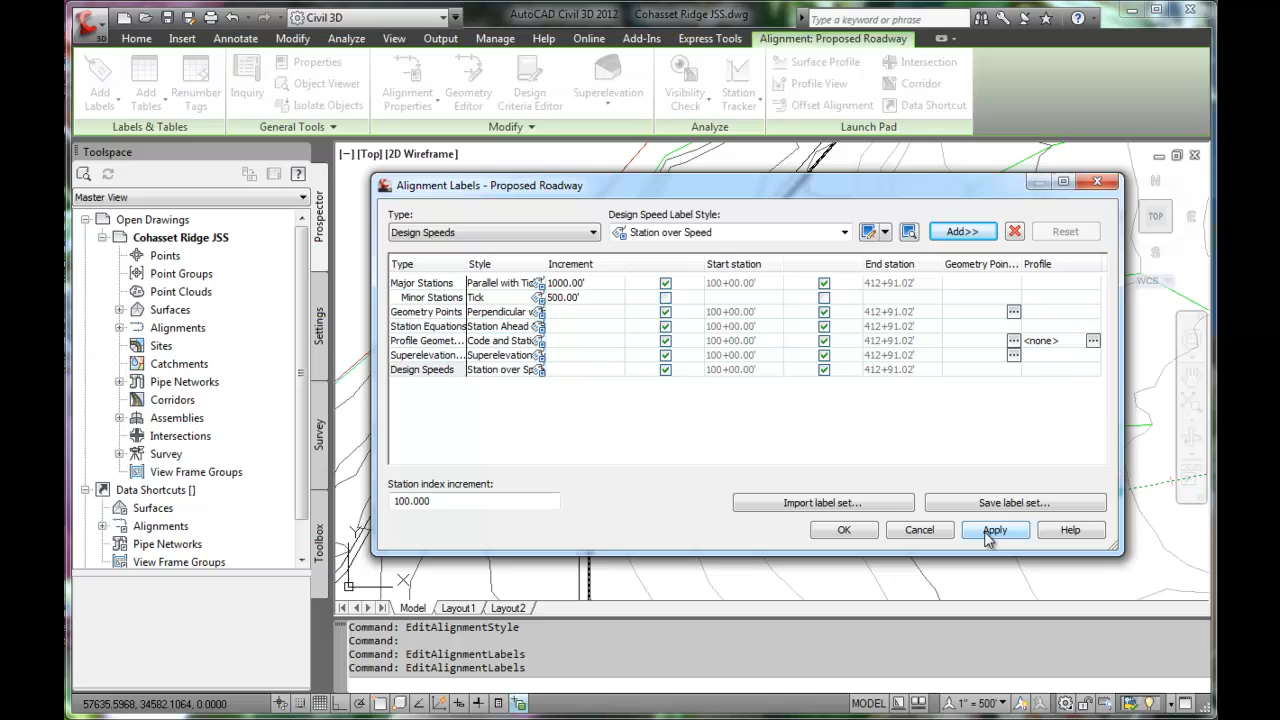 Civil 3D
AutoCAD Civil 3D 2012 Cohasset Ridge JSS.dwg
Type a keyword or phrase
3D
Home Insert Annotate Modify Analyze View Output Manage Help Online Add-Ins Express Tools Alignment: Proposed Roadway
Add Labels
Add Tables
Renumber Tags
Labels & Tables
Inquiry
Properties
Object Viewer
Isolate Objects
General Tools
Alignment Properties
Geometry Editor
Design Criteria Editor
Superelevation
Modify
Visibility Check
Station Tracker
Analyze
Surface Profile
Profile View
Offset Alignment
Intersection
Corridor
Data Shortcut
Launch Pad
Toolspace
Master View
Open Drawings
Cohasset Ridge JSS
Points
Point Groups
Point Clouds
Surfaces
Alignments
Sites
Catchments
Pipe Networks
Corridors
Assemblies
Intersections
Survey
View Frame Groups
Data Shortcuts []
Surfaces
Alignments
Pipe Networks
View Frame Groups
Prospector
Settings
Survey
Toolbox
[−] [Top] [2D Wireframe]
N
TOP
E
S
WCS
Alignment Labels - Proposed Roadway
Type:
Design Speeds
Design Speed Label Style:
Station over Speed
Add>>
Reset
Type Style Increment Start station End station Geometry Poin... Profile
Major Stations Parallel with Tic 1000.00' 100+00.00' 412+91.02'
Minor Stations Tick 500.00'
Geometry Points Perpendicular w 100+00.00' 412+91.02'
Station Equations Station Ahead 100+00.00' 412+91.02'
Profile Geomet... Code and Stati 100+00.00' 412+91.02' <none>
Superelevation... Superelevation 100+00.00' 412+91.02'
Design Speeds Station over Sp 100+00.00' 412+91.02'
Station index increment:
100.000
Import label set...
Save label set...
OK
Cancel
Apply
Help
Y
X
Model Layout1 Layout2
Command: EditAlignmentStyle
Command:
Command: EditAlignmentLabels
Command: EditAlignmentLabels
57635.5968, 34582.1064, 0.0000
MODEL
1" = 500'